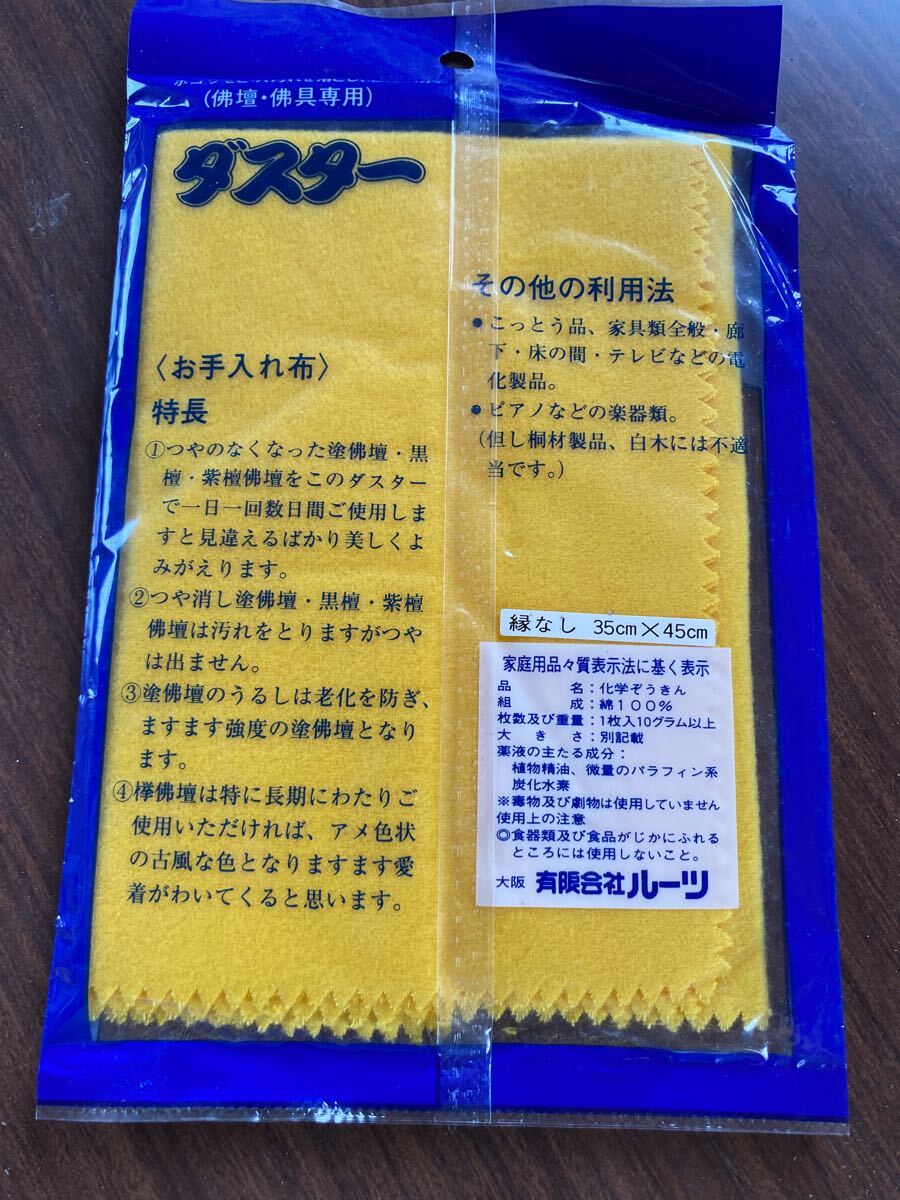 (佛壇・佛具専用)
ダスター
〈お手入れ布〉
特長
①つやのなくなった塗佛壇・黒
檀・紫檀佛壇をこのダスター
で一日一回数日間ご使用しま
すと見違えるばかり美しくよ
みがえります。
②つや消し塗佛壇・黒檀・紫檀
佛壇は汚れをとりますがつや
は出ません。
③塗佛壇のうるしは老化を防ぎ、
ますます強度の塗佛壇となり
ます。
④欅佛壇は特に長期にわたりご
使用いただければ、アメ色状
の古風な色となりますます愛
着がわいてくると思います。
その他の利用法
●こっとう品、家具類全般・廊
下・床の間・テレビなどの電
化製品。
●ピアノなどの楽器類。
(但し桐材製品、白木には不適
当です。)
縁なし 35cm×45cm
家庭用品々質表示法に基く表示
品名：化学ぞうきん
組成：綿100%
枚数及び重量：1枚入10グラム以上
大きさ：別記載
薬液の主たる成分：
植物精油、微量のパラフィン系
炭化水素
※毒物及び劇物は使用していません
使用上の注意
◎食器類及び食品がじかにふれる
ところには使用しないこと。
大阪 有限会社ルーツ